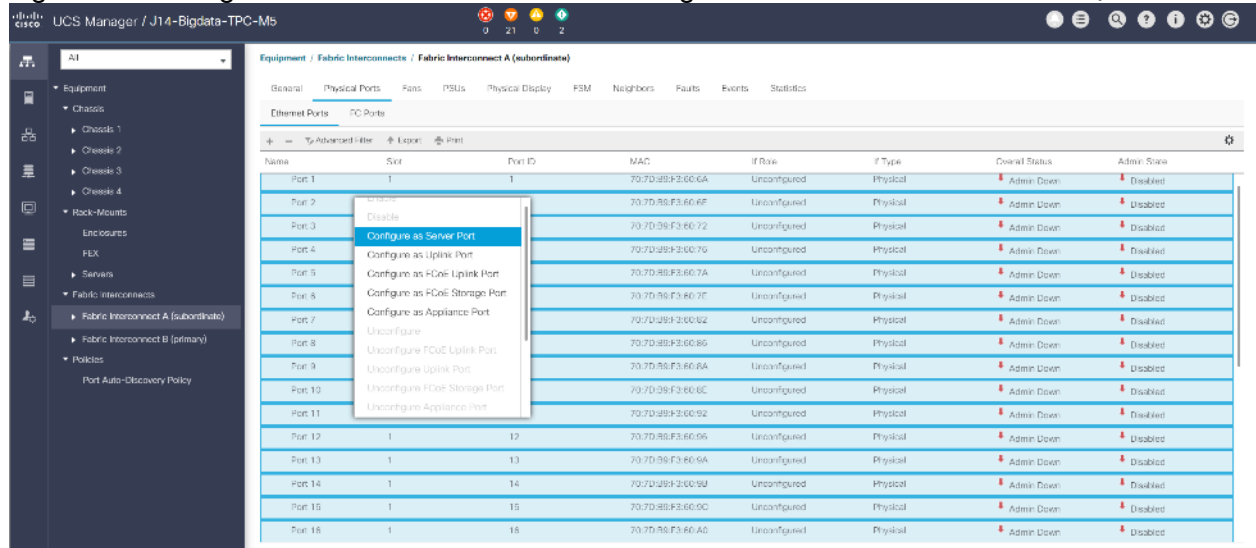 cisco UCS Manager / J14-Bigdata-TPC-M5
0 21 0 2
All
Equipment
Chassis
Chassis 1
Chassis 2
Chassis 3
Chassis 4
Rack-Mounts
Enclosures
FEX
Servers
Fabric Interconnects
Fabric Interconnect A (subordinate)
Fabric Interconnect B (primary)
Policies
Port Auto-Discovery Policy
Equipment / Fabric Interconnects / Fabric Interconnect A (subordinate)
General Physical Ports Fans PSUs Physical Display FSM Neighbors Faults Events Statistics
Ethernet Ports FC Ports
+ – Advanced Filter Export Print
Name Slot Port ID MAC If Role If Type Overall Status Admin State
Port 1 1 1 70:7D:B9:F3:60:6A Unconfigured Physical Admin Down Disabled
Port 2 70:7D:B9:F3:60:6E Unconfigured Physical Admin Down Disabled
Port 3 70:7D:B9:F3:60:72 Unconfigured Physical Admin Down Disabled
Port 4 70:7D:B9:F3:60:76 Unconfigured Physical Admin Down Disabled
Port 5 70:7D:B9:F3:60:7A Unconfigured Physical Admin Down Disabled
Port 6 70:7D:B9:F3:60:7E Unconfigured Physical Admin Down Disabled
Port 7 70:7D:B9:F3:60:82 Unconfigured Physical Admin Down Disabled
Port 8 70:7D:B9:F3:60:86 Unconfigured Physical Admin Down Disabled
Port 9 70:7D:B9:F3:60:8A Unconfigured Physical Admin Down Disabled
Port 10 70:7D:B9:F3:60:8E Unconfigured Physical Admin Down Disabled
Port 11 70:7D:B9:F3:60:92 Unconfigured Physical Admin Down Disabled
Port 12 1 12 70:7D:B9:F3:60:96 Unconfigured Physical Admin Down Disabled
Port 13 1 13 70:7D:B9:F3:60:9A Unconfigured Physical Admin Down Disabled
Port 14 1 14 70:7D:B9:F3:60:9B Unconfigured Physical Admin Down Disabled
Port 15 1 15 70:7D:B9:F3:60:9C Unconfigured Physical Admin Down Disabled
Port 16 1 16 70:7D:B9:F3:60:A0 Unconfigured Physical Admin Down Disabled
Enable
Disable
Configure as Server Port
Configure as Uplink Port
Configure as FCoE Uplink Port
Configure as FCoE Storage Port
Configure as Appliance Port
Unconfigure
Unconfigure FCoE Uplink Port
Unconfigure Uplink Port
Unconfigure FCoE Storage Port
Unconfigure Appliance Port